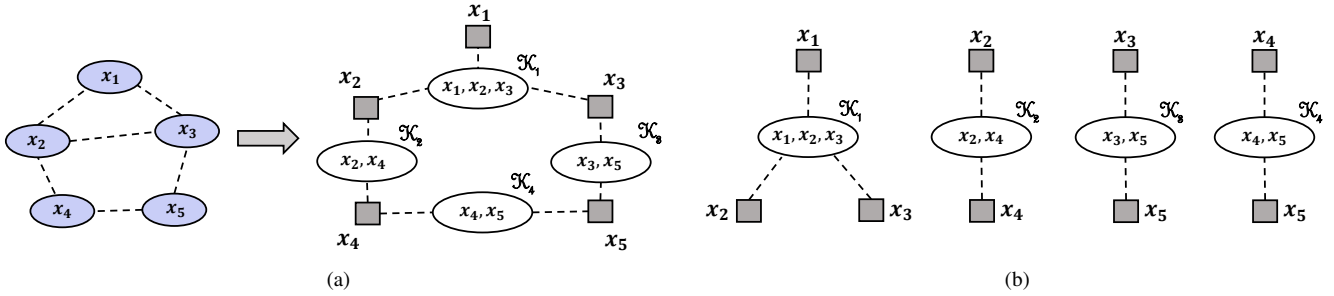 x₁
x₂
x₃
x₄
x₅
x₁
𝒦₁
x₁, x₂, x₃
x₂
x₃
𝒦₂
x₂, x₄
𝒦₃
x₃, x₅
𝒦₄
x₄, x₅
x₄
x₅
(a)
x₁
𝒦₁
x₁, x₂, x₃
x₂
x₃
x₂
𝒦₂
x₂, x₄
x₄
x₃
𝒦₃
x₃, x₅
x₅
x₄
𝒦₄
x₄, x₅
x₅
(b)